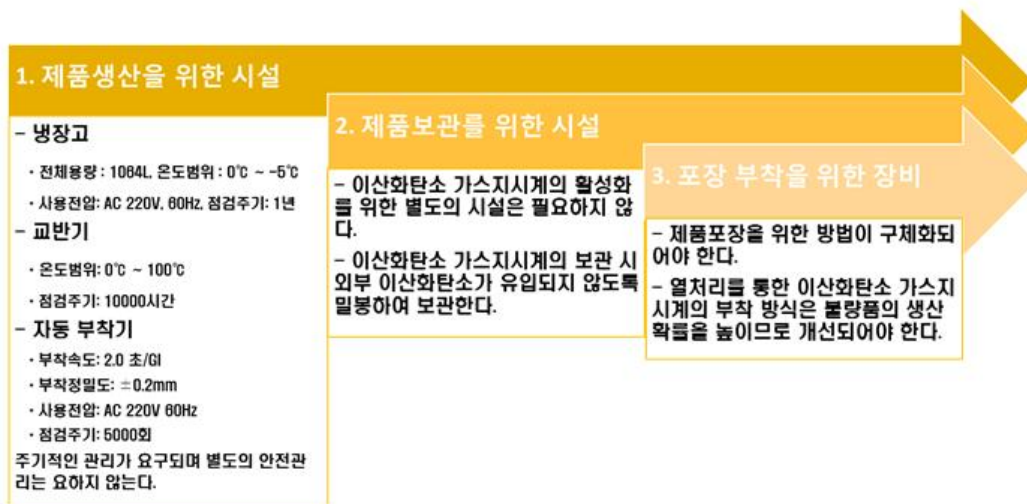 1. 제품생산을 위한 시설
– 냉장고
· 전체용량 : 1064L, 온도범위 : 0℃ ~ -5℃
· 사용전압: AC 220V, 60Hz, 점검주기: 1년
– 교반기
· 온도범위: 0℃ ~ 100℃
· 점검주기: 10000시간
– 자동 부착기
· 부착속도: 2.0 초/GI
· 부착정밀도: ±0.2mm
· 사용전압: AC 220V 60Hz
· 점검주기: 5000회
주기적인 관리가 요구되며 별도의 안전관
리는 요하지 않는다.
2. 제품보관를 위한 시설
– 이산화탄소 가스지시계의 활성화
를 위한 별도의 시설은 필요하지 않
다.
– 이산화탄소 가스지시계의 보관 시
외부 이산화탄소가 유입되지 않도록
밀봉하여 보관한다.
3. 포장 부착을 위한 장비
– 제품포장을 위한 방법이 구체화되
어야 한다.
– 열처리를 통한 이산화탄소 가스지
시계의 부착 방식은 불량품의 생산
확률을 높이므로 개선되어야 한다.